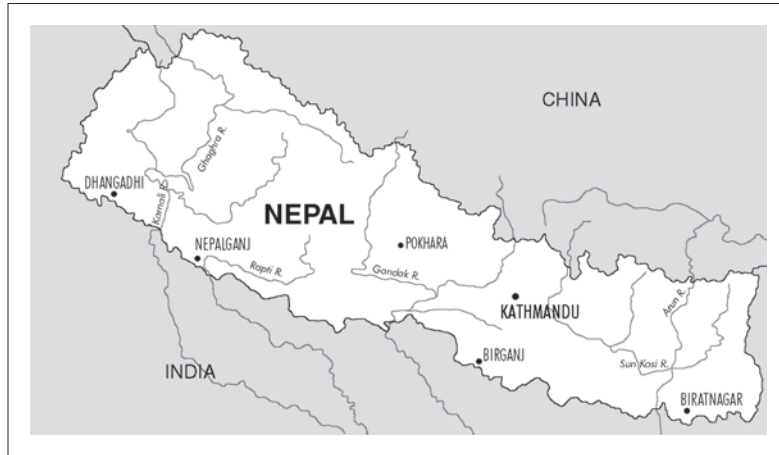 CHINA
Ghaghra R.
DHANGADHI
Karnali R.
NEPAL
NEPALGANJ
Rapti R.
POKHARA
Gandak R.
KATHMANDU
Arun R.
INDIA
BIRGANJ
Sun Kosi R.
BIRATNAGAR